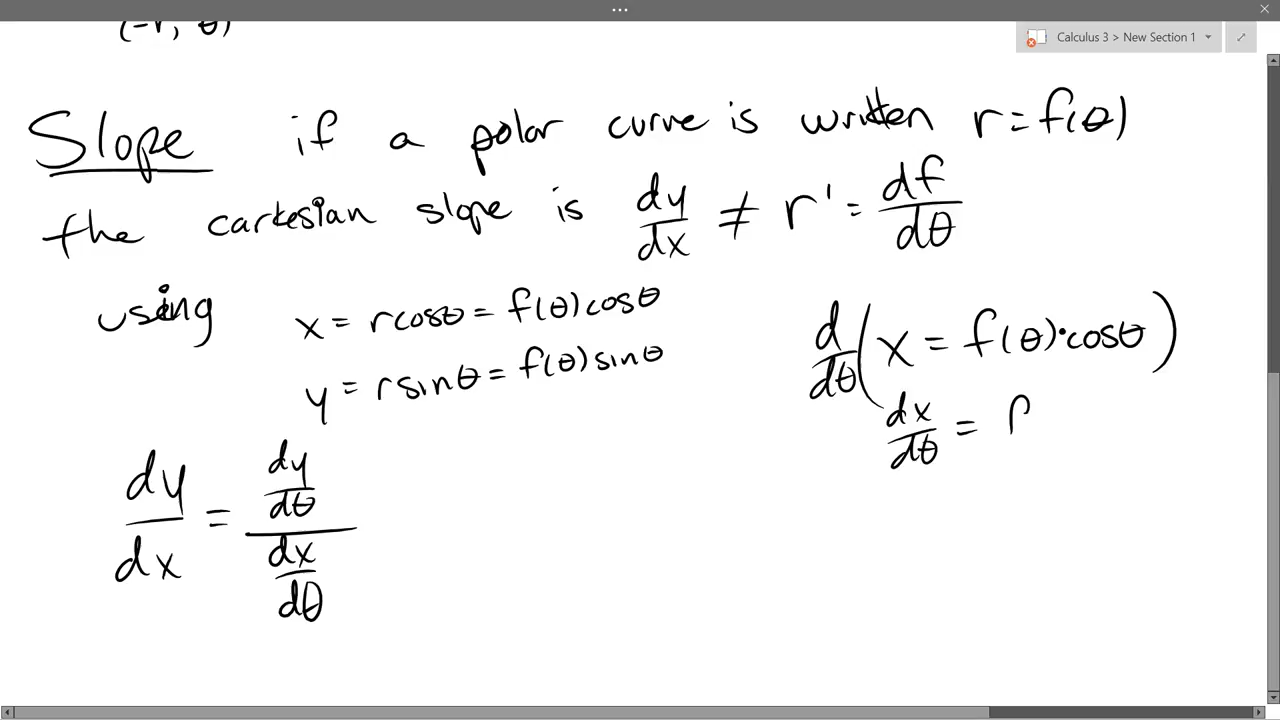 (-r, θ)
Calculus 3 > New Section 1
Slope if a polar curve is written r = f(θ)
the cartesian slope is dy/dx ≠ r' = df/dθ
using x = rcosθ = f(θ)cosθ
y = rsinθ = f(θ)sinθ
d/dθ (x = f(θ)·cosθ)
dx/dθ =
dy/dx = (dy/dθ)/(dx/dθ)